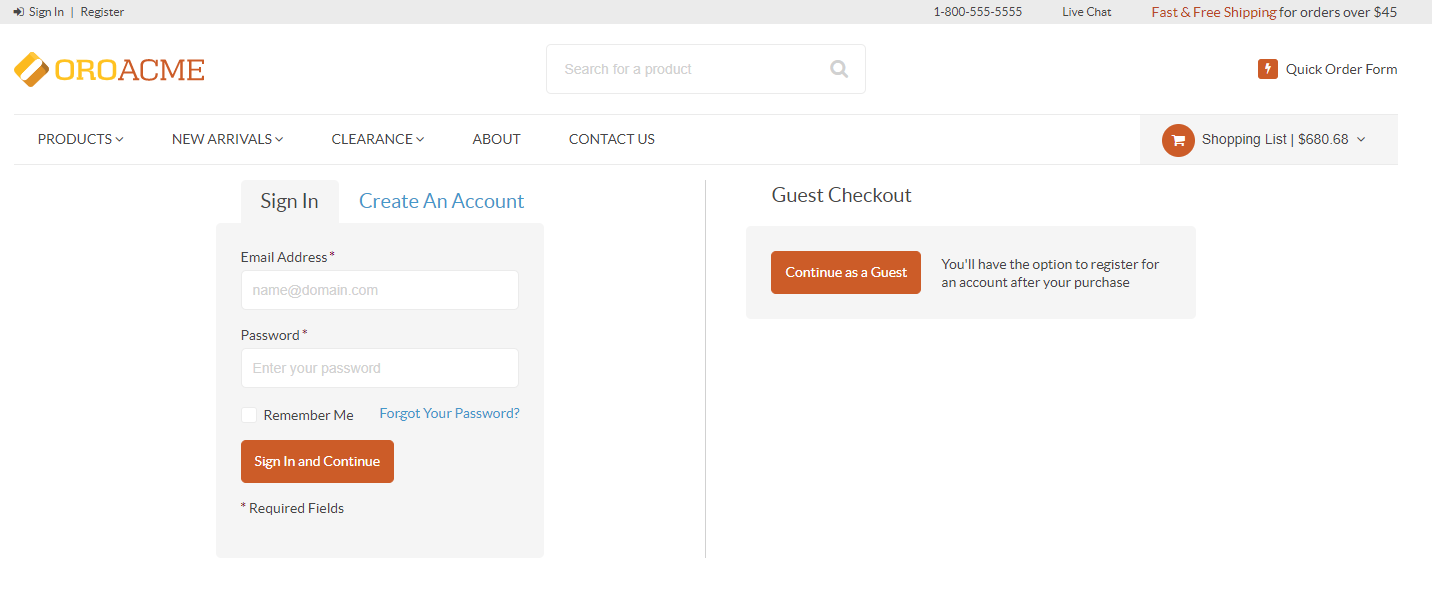 Sign In | Register
1-800-555-5555
Live Chat
Fast & Free Shipping for orders over $45
OROACME
Search for a product
Quick Order Form
PRODUCTS
NEW ARRIVALS
CLEARANCE
ABOUT
CONTACT US
Shopping List | $680.68
Sign In
Create An Account
Email Address *
name@domain.com
Password *
Enter your password
Remember Me
Forgot Your Password?
Sign In and Continue
* Required Fields
Guest Checkout
Continue as a Guest
You'll have the option to register for
an account after your purchase